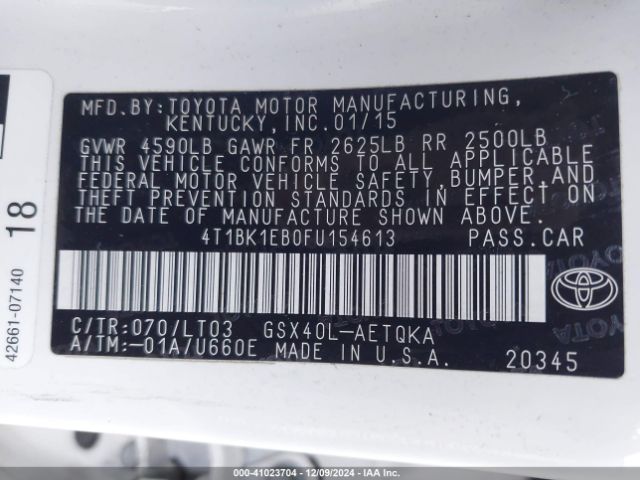 MFD.BY:TOYOTA MOTOR MANUFACTURING,
KENTUCKY,INC.01/15
GVWR 4590LB GAWR FR 2625LB RR 2500LB
THIS VEHICLE CONFORMS TO ALL APPLICABLE
FEDERAL MOTOR VEHICLE SAFETY,BUMPER,AND
THEFT PREVENTION STANDARDS IN EFFECT ON
THE DATE OF MANUFACTURE SHOWN ABOVE.
4T1BK1EB0FU154613 PASS.CAR
C/TR:070/LT03 GSX40L-AETQKA
A/TM:-01A/U660E MADE IN U.S.A.
20345
TOYOTA
18
42661-07140
000-41023704 | 12/09/2024 - IAA Inc.